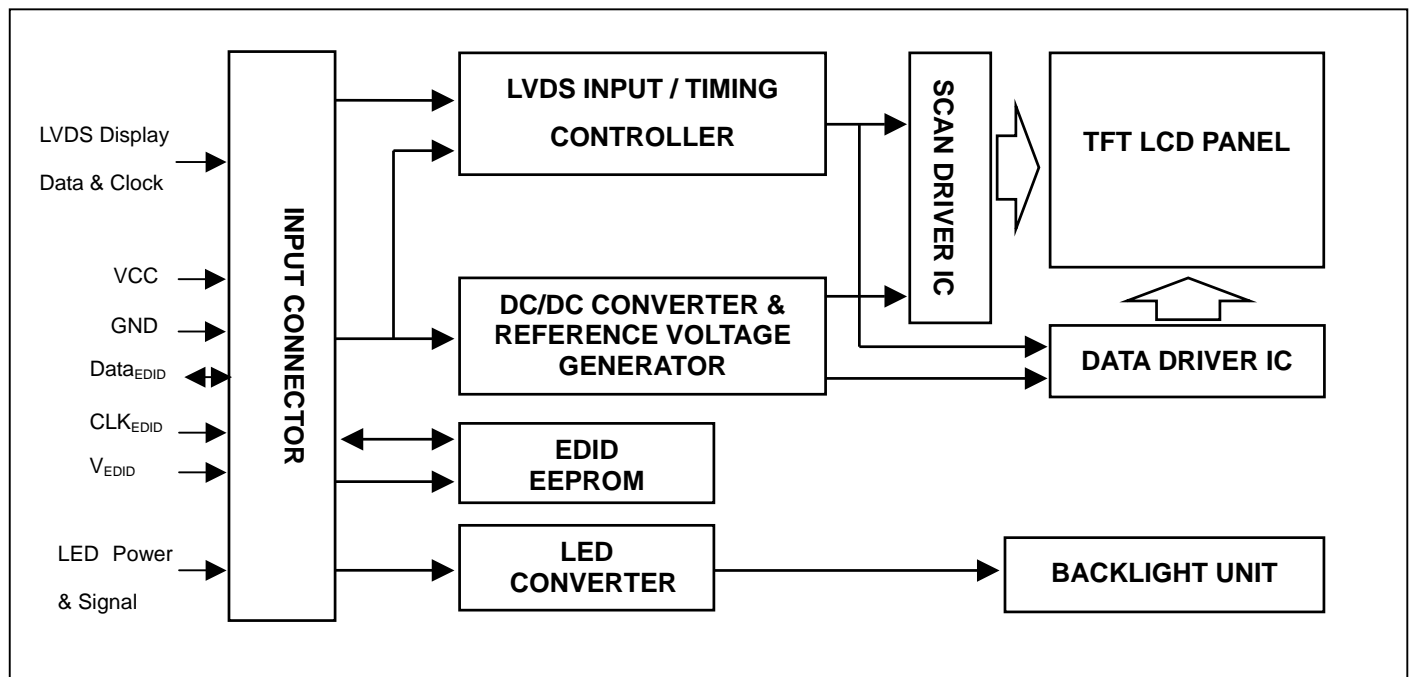 LVDS Display
Data & Clock
VCC
GND
DataEDID
CLKEDID
VEDID
LED Power
& Signal
INPUT CONNECTOR
LVDS INPUT / TIMING
CONTROLLER
DC/DC CONVERTER &
REFERENCE VOLTAGE
GENERATOR
EDID
EEPROM
LED
CONVERTER
SCAN DRIVER IC
TFT LCD PANEL
DATA DRIVER IC
BACKLIGHT UNIT